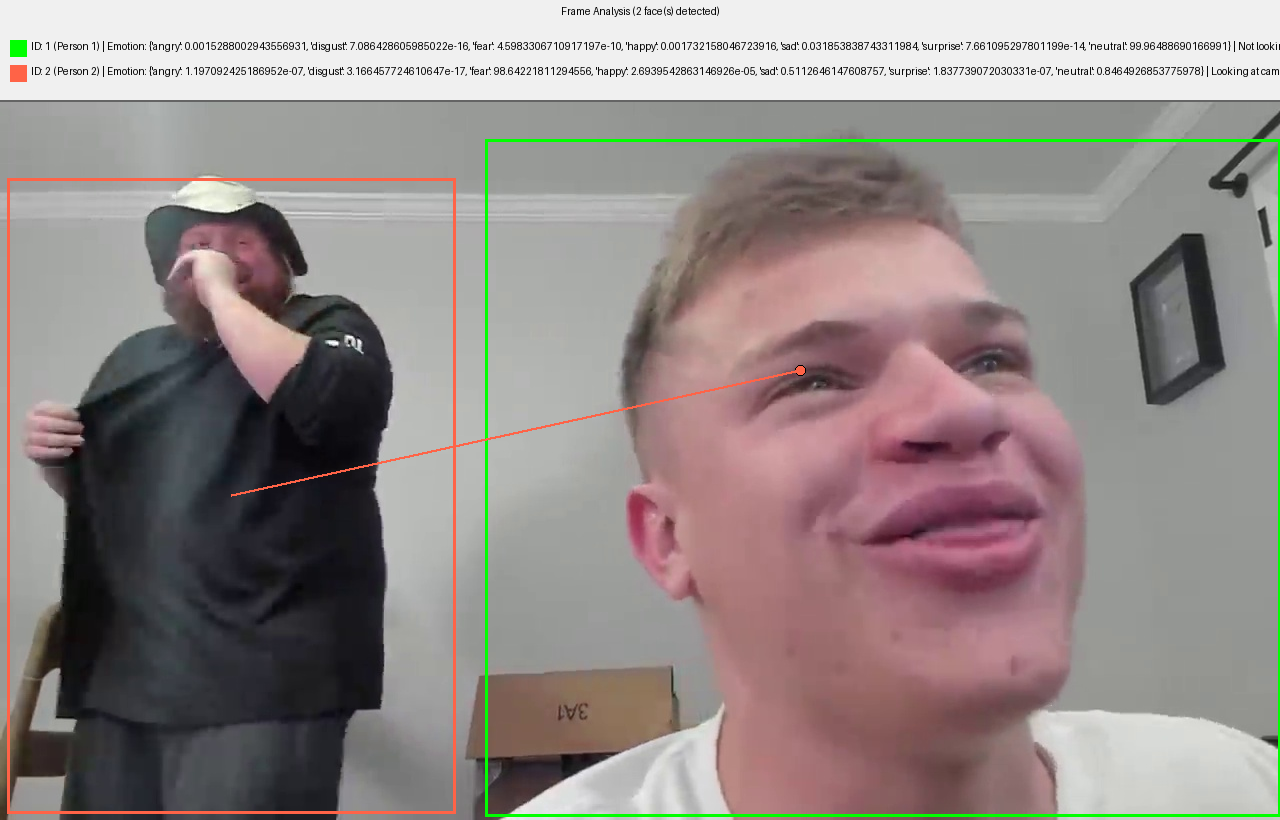 Frame Analysis (2 face(s) detected)
ID: 1 (Person 1) | Emotion: {'angry': 0.0015288002943556931, 'disgust': 7.086428605985022e-16, 'fear': 4.5983306710917197e-10, 'happy': 0.001732158046723916, 'sad': 0.031853838743311984, 'surprise': 7.661095297801199e-14, 'neutral': 99.96488690166991} | Not looki
ID: 2 (Person 2) | Emotion: {'angry': 1.197092425186952e-07, 'disgust': 3.166457724610647e-17, 'fear': 98.64221811294556, 'happy': 2.6939542863146926e-05, 'sad': 0.5112646147608757, 'surprise': 1.837739072030331e-07, 'neutral': 0.8464926853775978} | Looking at cam
3A1